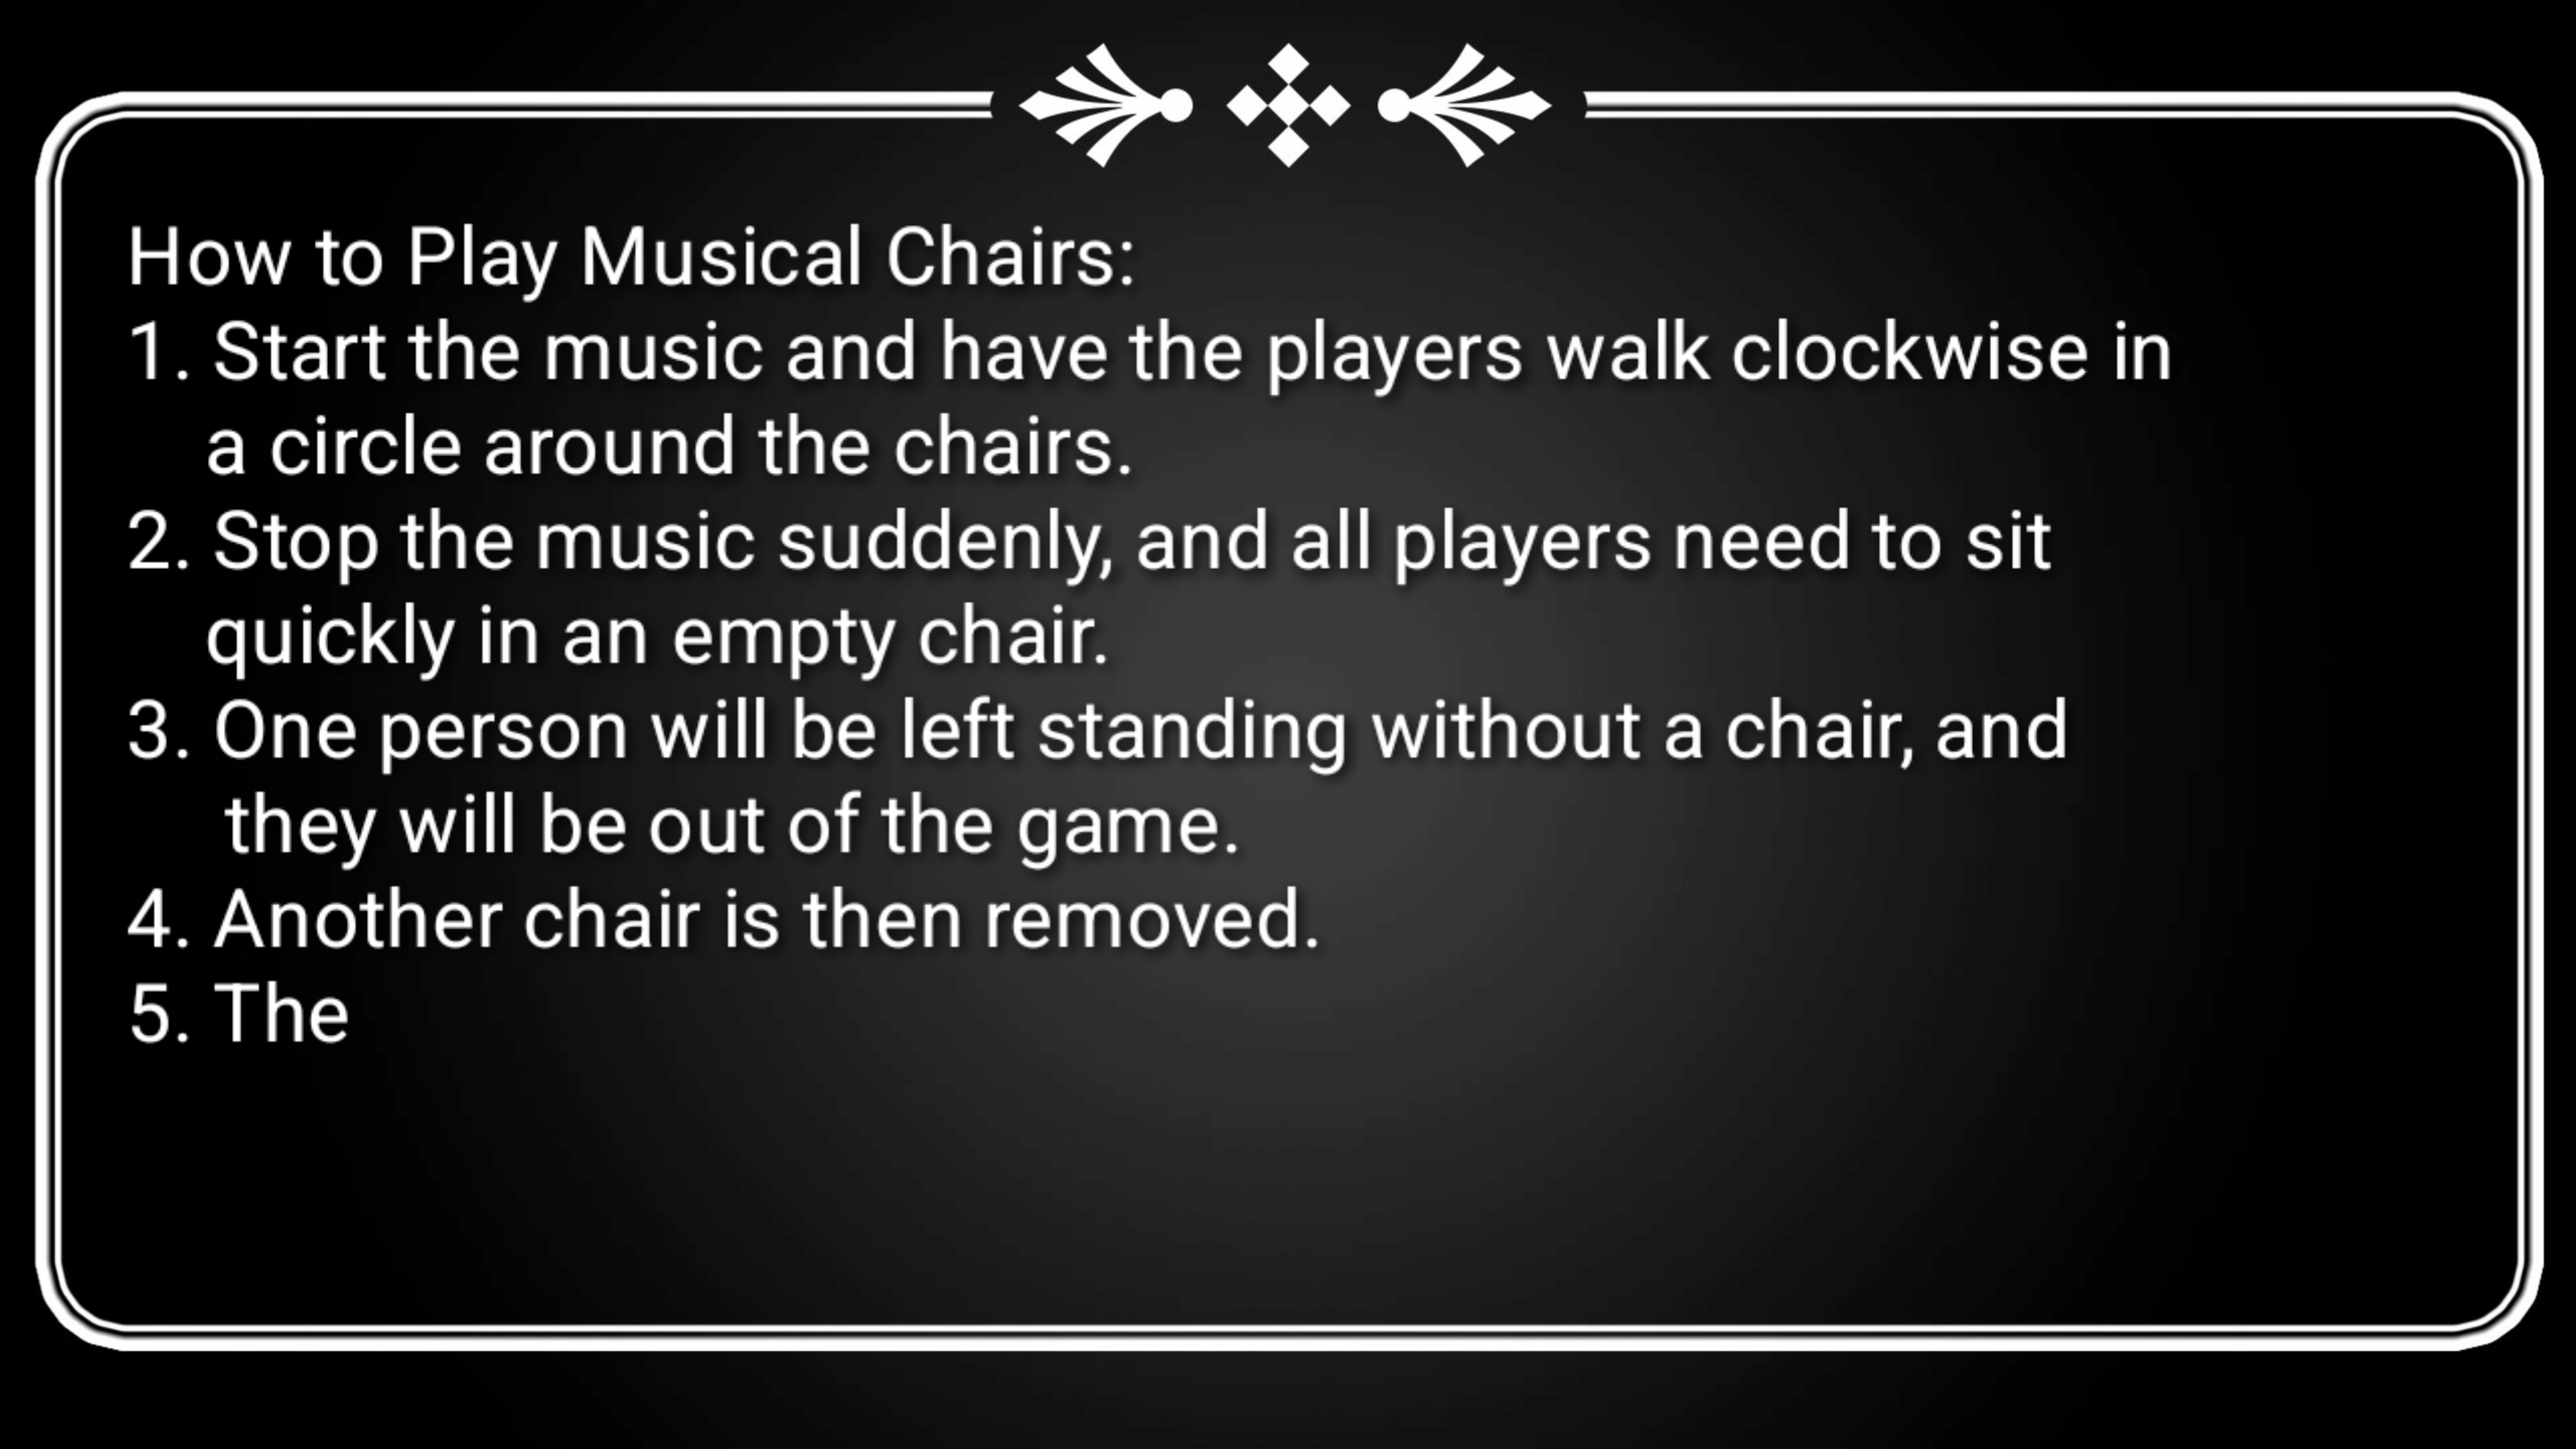 How to Play Musical Chairs:
1. Start the music and have the players walk clockwise in
a circle around the chairs.
2. Stop the music suddenly, and all players need to sit
quickly in an empty chair.
3. One person will be left standing without a chair, and
they will be out of the game.
4. Another chair is then removed.
5. The